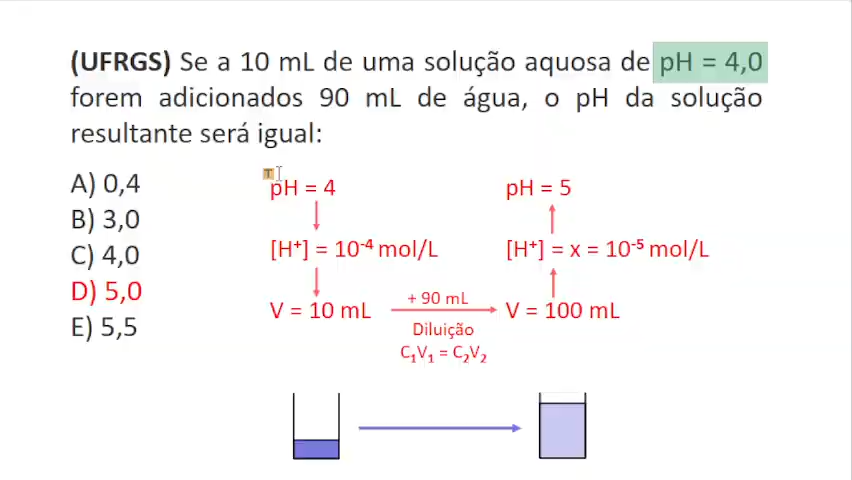 (UFRGS) Se a 10 mL de uma solução aquosa de pH = 4,0
forem adicionados 90 mL de água, o pH da solução
resultante será igual:
A) 0,4
B) 3,0
C) 4,0
D) 5,0
E) 5,5
T
pH = 4
[H⁺] = 10⁻⁴ mol/L
V = 10 mL
+ 90 mL
Diluição
C₁V₁ = C₂V₂
pH = 5
[H⁺] = x = 10⁻⁵ mol/L
V = 100 mL